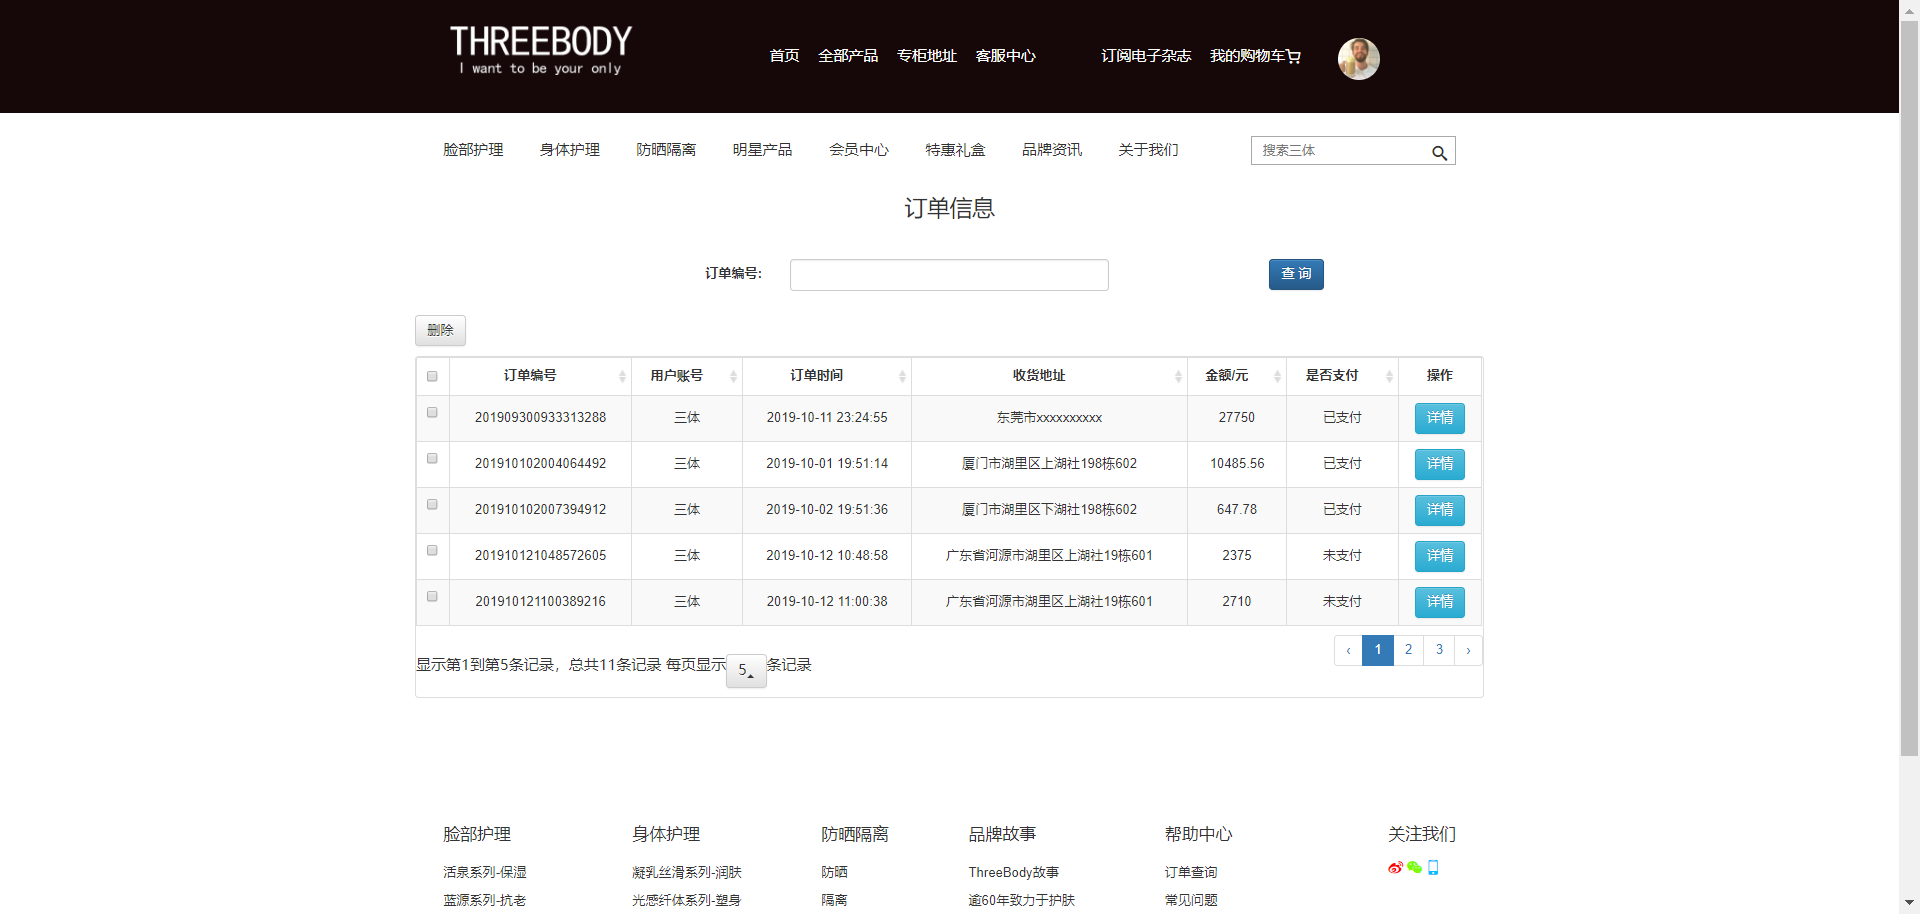 THREEBODY
I want to be your only
首页 全部产品 专柜地址 客服中心 订阅电子杂志 我的购物车
脸部护理 身体护理 防晒隔离 明星产品 会员中心 特惠礼盒 品牌资讯 关于我们 搜索三体
订单信息
订单编号: 查 询
删除
订单编号 用户账号 订单时间 收货地址 金额/元 是否支付 操作
201909300933313288 三体 2019-10-11 23:24:55 东莞市xxxxxxxxxx 27750 已支付 详情
201910102004064492 三体 2019-10-01 19:51:14 厦门市湖里区上湖社198栋602 10485.56 已支付 详情
201910102007394912 三体 2019-10-02 19:51:36 厦门市湖里区下湖社198栋602 647.78 已支付 详情
201910121048572605 三体 2019-10-12 10:48:58 广东省河源市湖里区上湖社19栋601 2375 未支付 详情
201910121100389216 三体 2019-10-12 11:00:38 广东省河源市湖里区上湖社19栋601 2710 未支付 详情
‹ 1 2 3 ›
显示第1到第5条记录，总共11条记录 每页显示 5 条记录
脸部护理 身体护理 防晒隔离 品牌故事 帮助中心 关注我们
活泉系列-保湿 凝乳丝滑系列-润肤 防晒 ThreeBody故事 订单查询
蓝源系列-抗老 光感纤体系列-塑身 隔离 逾60年致力于护肤 常见问题